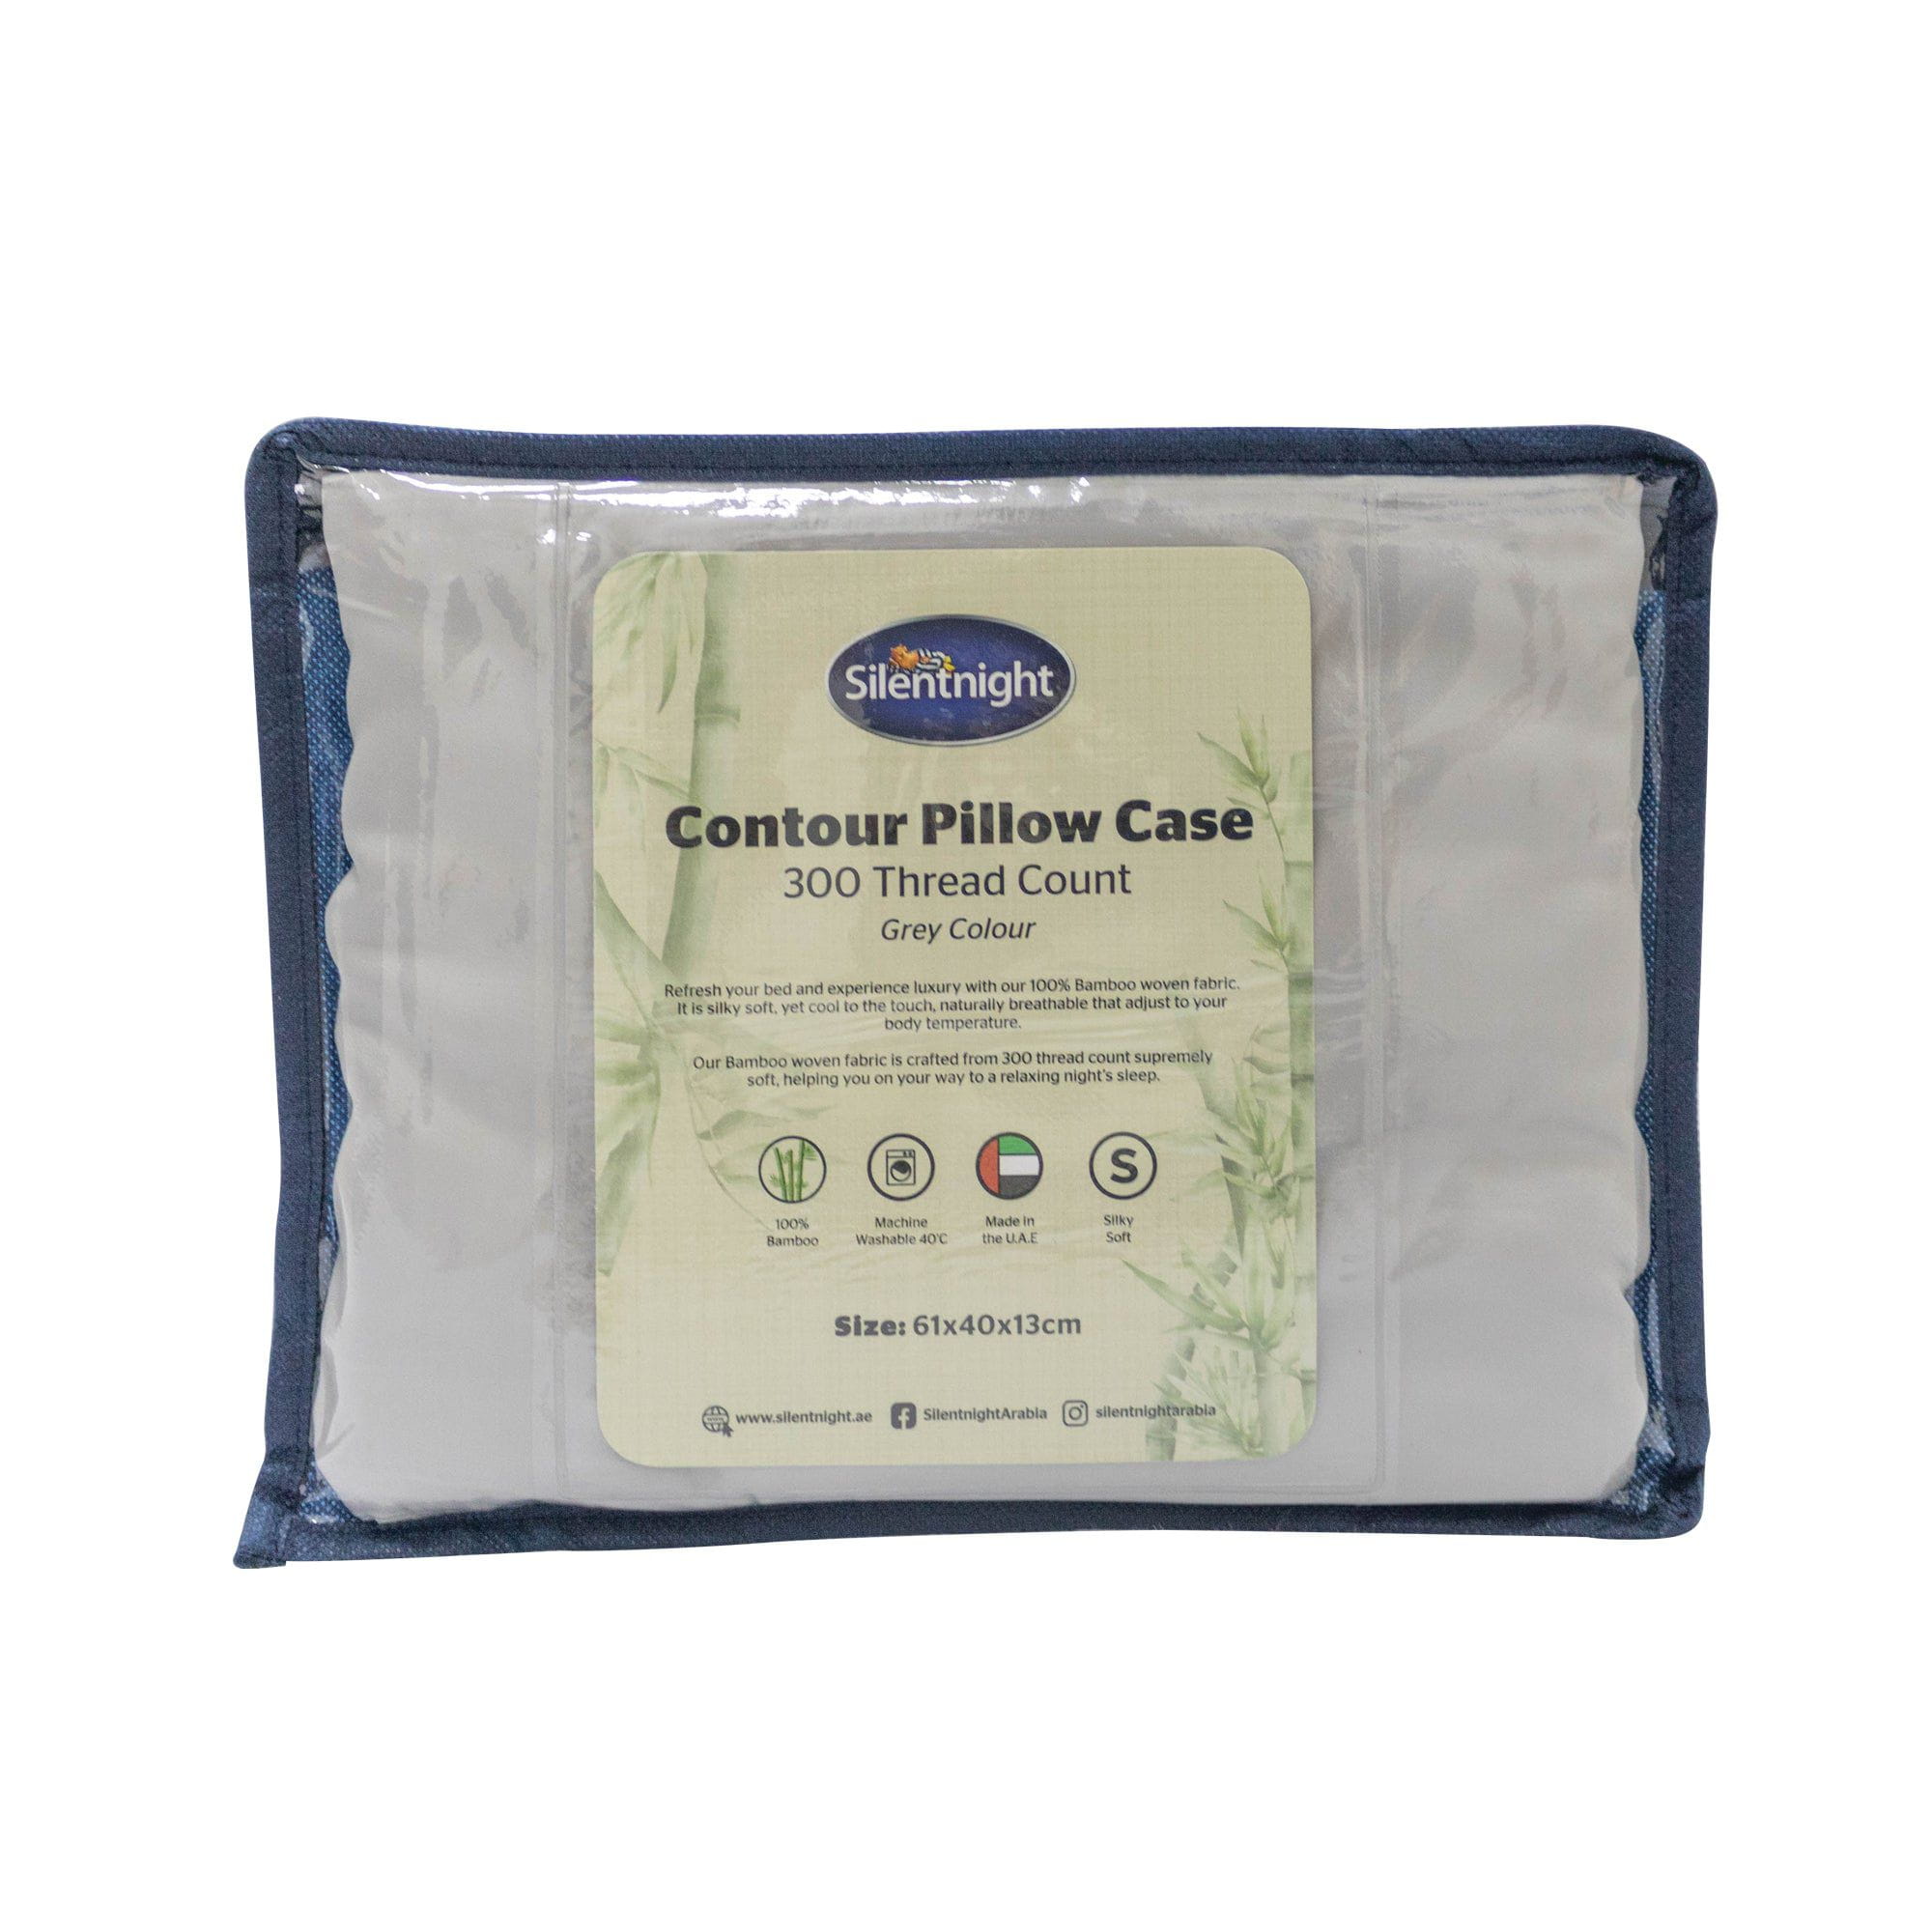 Silentnight
Contour Pillow Case
300 Thread Count
Grey Colour
Refresh your bed and experience luxury with our 100% Bamboo woven fabric.
It is silky soft, yet cool to the touch, naturally breathable that adjust to your
body temperature.
Our Bamboo woven fabric is crafted from 300 thread count supremely
soft, helping you on your way to a relaxing night's sleep.
S
100%
Bamboo
Machine
Washable 40°C
Made in
the U.A.E
Silky
Soft
Size: 61x40x13cm
www.silentnight.ae SilentnightArabia silentnightarabia